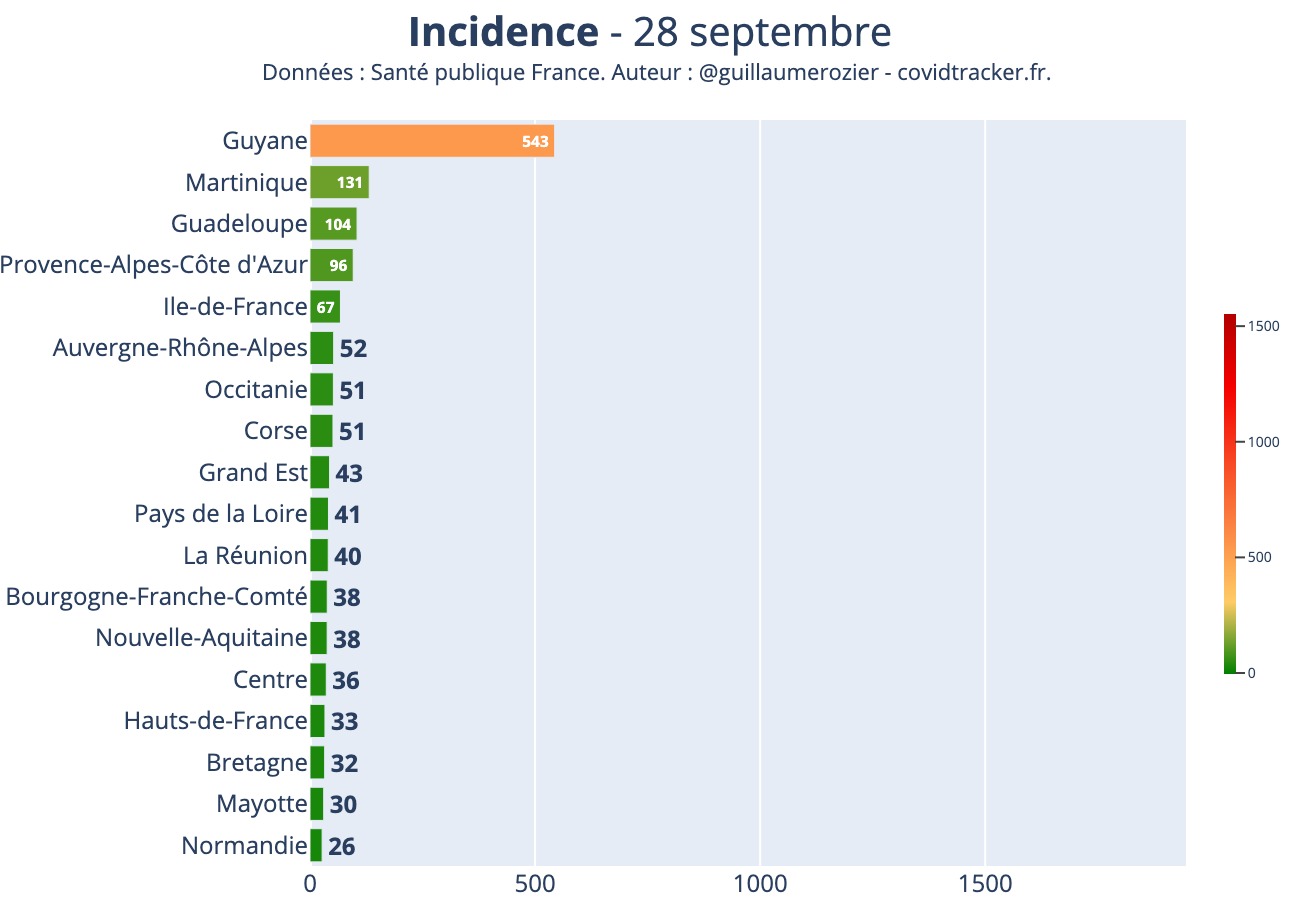 Incidence - 28 septembre
Données : Santé publique France. Auteur : @guillaumerozier - covidtracker.fr.
Guyane 543
Martinique 131
Guadeloupe 104
Provence-Alpes-Côte d'Azur 96
Ile-de-France 67
Auvergne-Rhône-Alpes 52
Occitanie 51
Corse 51
Grand Est 43
Pays de la Loire 41
La Réunion 40
Bourgogne-Franche-Comté 38
Nouvelle-Aquitaine 38
Centre 36
Hauts-de-France 33
Bretagne 32
Mayotte 30
Normandie 26
0 500 1000 1500
1500
1000
500
0